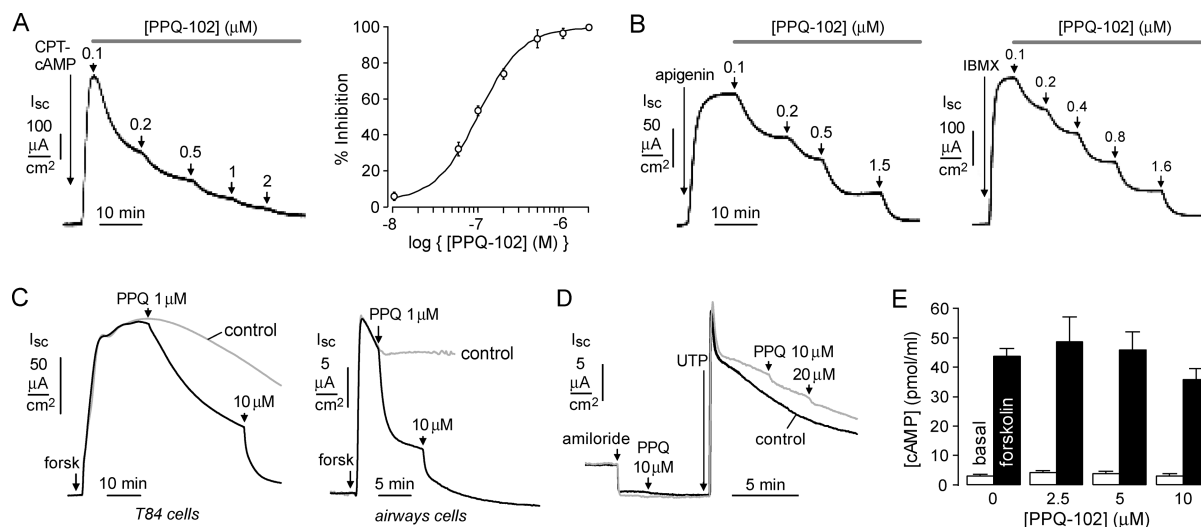 A
[PPQ-102] (µM)
CPT-
cAMP
0.1
0.2
0.5
1
2
Isc
100
µA
cm2
10 min
% Inhibition
100
80
60
40
20
0
-8
-7
-6
log { [PPQ-102] (M) }
B
[PPQ-102] (µM)
apigenin
0.1
0.2
0.5
1.5
Isc
50
µA
cm2
10 min
[PPQ-102] (µM)
IBMX
0.1
0.2
0.4
0.8
1.6
Isc
100
µA
cm2
C
PPQ 1 µM
control
Isc
50
µA
cm2
10 µM
forsk
10 min
T84 cells
PPQ 1 µM
control
Isc
5
µA
cm2
10 µM
forsk
5 min
airways cells
D
Isc
5
µA
cm2
UTP
PPQ 10 µM
20 µM
control
amiloride
PPQ
10 µM
5 min
E
[cAMP] (pmol/ml)
60
50
40
30
20
10
0
basal
forskolin
0
2.5
5
10
[PPQ-102] (µM)